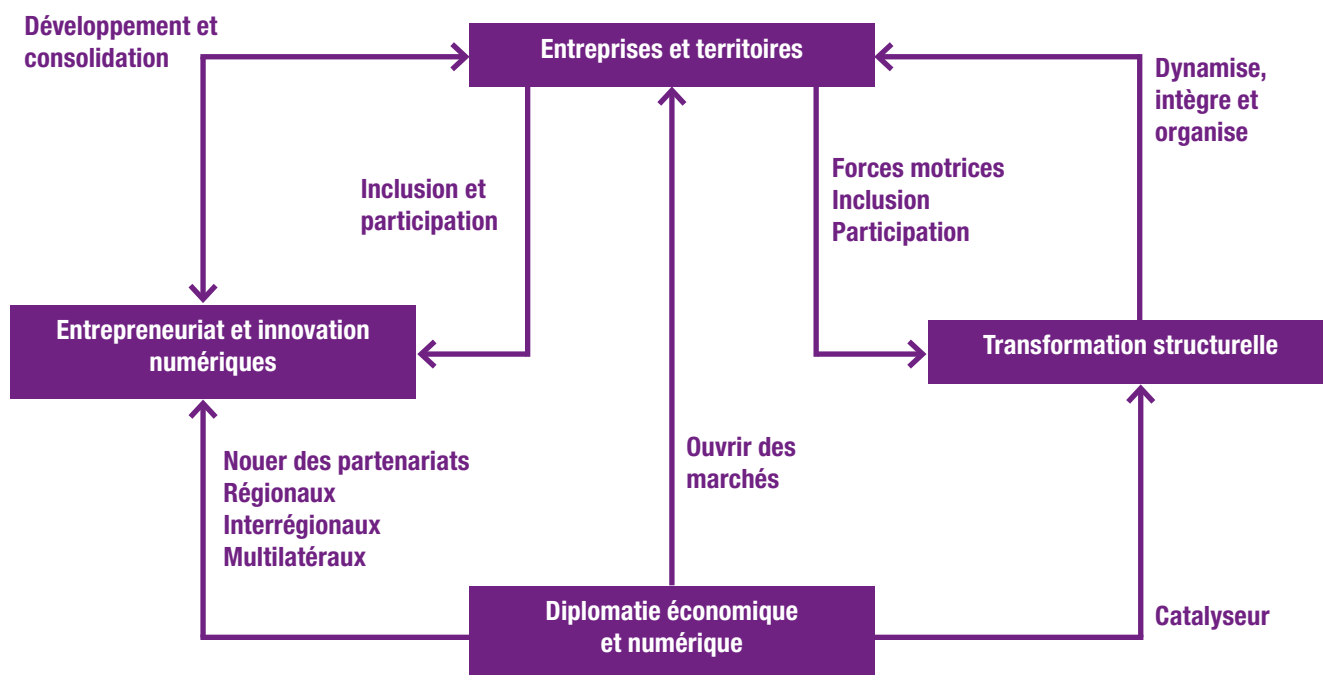 Développement et
consolidation
Entreprises et territoires
Dynamise,
intègre et
organise
Inclusion et
participation
Forces motrices
Inclusion
Participation
Entrepreneuriat et innovation
numériques
Transformation structurelle
Nouer des partenariats
Régionaux
Interrégionaux
Multilatéraux
Ouvrir des
marchés
Diplomatie économique
et numérique
Catalyseur